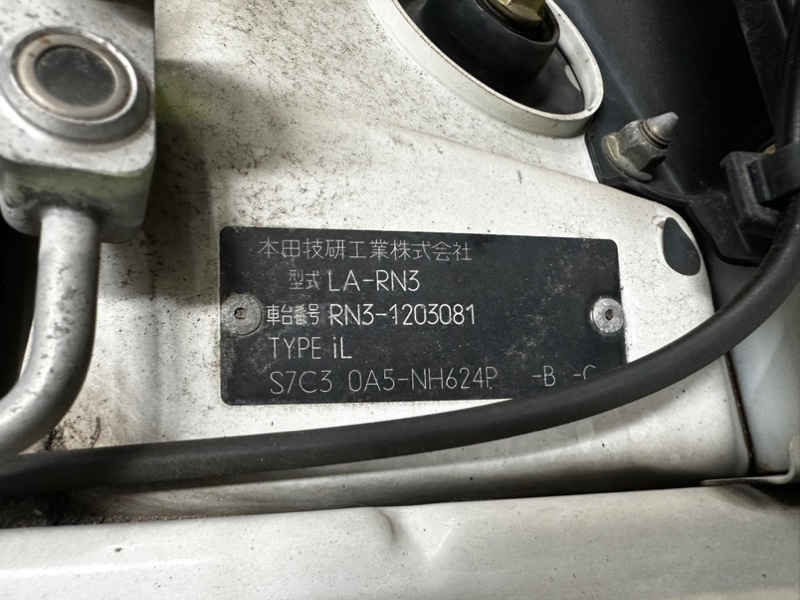 本田技研工業株式会社
型式 LA-RN3
車台番号 RN3-1203081
TYPE iL
S7C3 0A5-NH624P -B -C